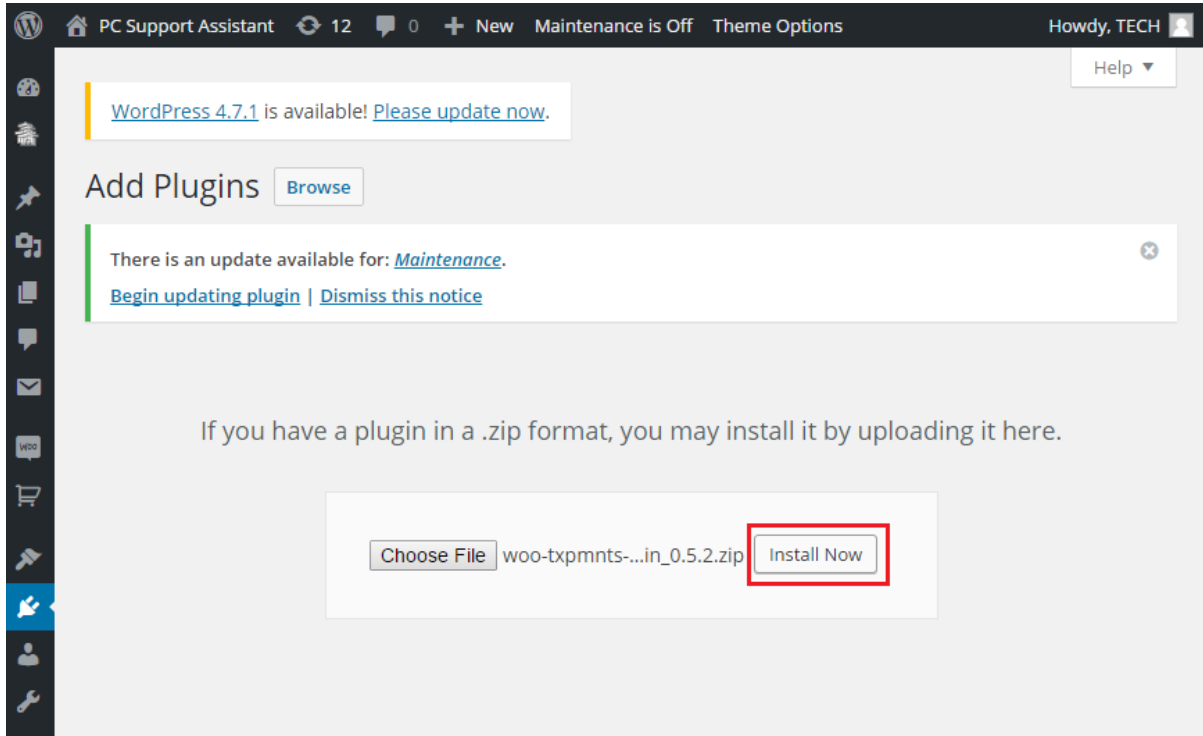 PC Support Assistant 12 0 New Maintenance is Off Theme Options Howdy, TECH
Help
WordPress 4.7.1 is available! Please update now.
Add Plugins Browse
There is an update available for: Maintenance.
Begin updating plugin | Dismiss this notice
If you have a plugin in a .zip format, you may install it by uploading it here.
Choose File woo-txpmnts-...in_0.5.2.zip Install Now
WOO